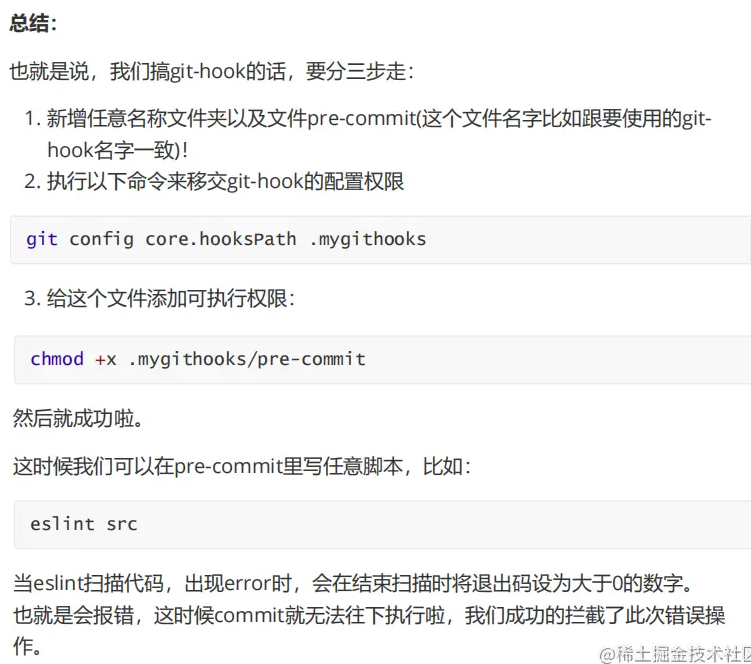 总结：
也就是说，我们搞git-hook的话，要分三步走：
1. 新增任意名称文件夹以及文件pre-commit(这个文件名字比如跟要使用的git-
hook名字一致)！
2. 执行以下命令来移交git-hook的配置权限
git config core.hooksPath .mygithooks
3. 给这个文件添加可执行权限：
chmod +x .mygithooks/pre-commit
然后就成功啦。
这时候我们可以在pre-commit里写任意脚本，比如：
eslint src
当eslint扫描代码，出现error时，会在结束扫描时将退出码设为大于0的数字。
也就是会报错，这时候commit就无法往下执行啦，我们成功的拦截了此次错误操
作。
@稀土掘金技术社区